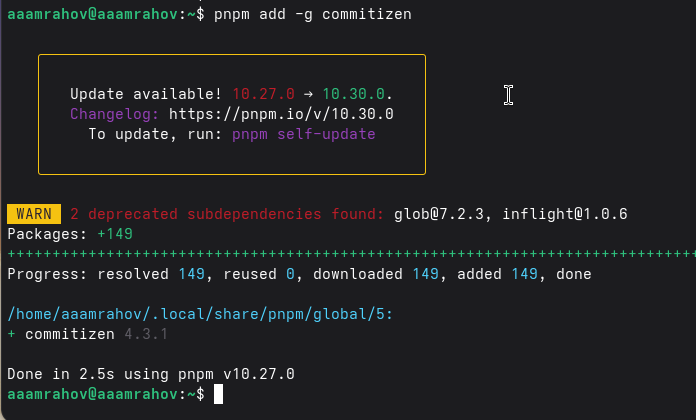 aaamrahov@aaamrahov:~$ pnpm add -g commitizen
Update available! 10.27.0 → 10.30.0.
Changelog: https://pnpm.io/v/10.30.0
To update, run: pnpm self-update
WARN 2 deprecated subdependencies found: glob@7.2.3, inflight@1.0.6
Packages: +149
+++++++++++++++++++++++++++++++++++++++++++++++++++++++++++++++++++++++++++++
Progress: resolved 149, reused 0, downloaded 149, added 149, done
/home/aaamrahov/.local/share/pnpm/global/5:
+ commitizen 4.3.1
Done in 2.5s using pnpm v10.27.0
aaamrahov@aaamrahov:~$